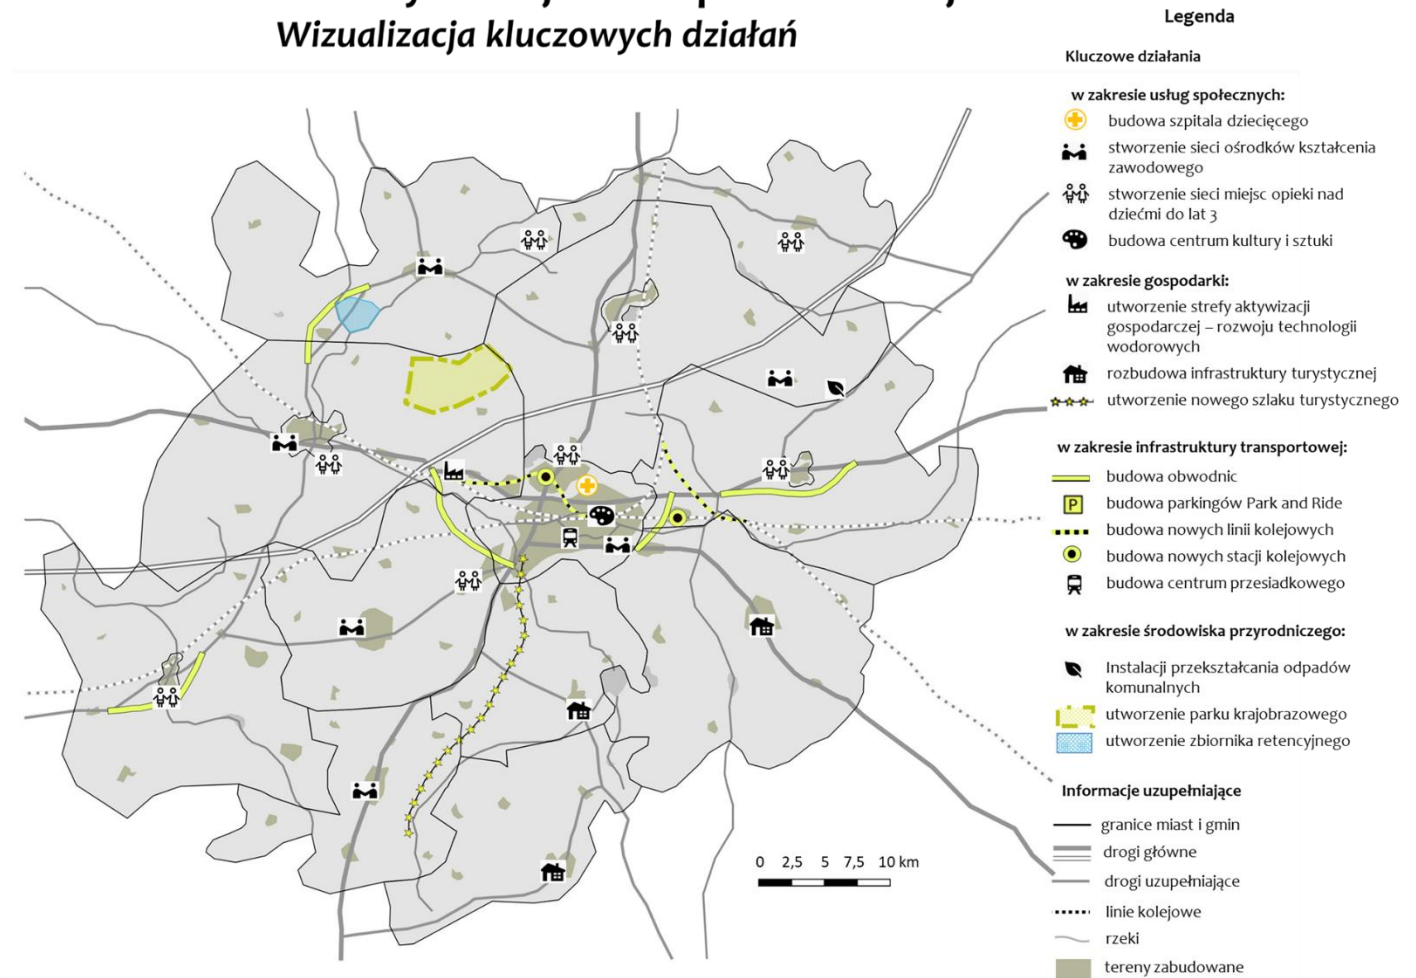 Wizualizacja kluczowych działań
Legenda
Kluczowe działania
w zakresie usług społecznych:
budowa szpitala dziecięcego
stworzenie sieci ośrodków kształcenia
zawodowego
stworzenie sieci miejsc opieki nad
dziećmi do lat 3
budowa centrum kultury i sztuki
w zakresie gospodarki:
utworzenie strefy aktywizacji
gospodarczej – rozwoju technologii
wodorowych
rozbudowa infrastruktury turystycznej
utworzenie nowego szlaku turystycznego
w zakresie infrastruktury transportowej:
budowa obwodnic
P budowa parkingów Park and Ride
budowa nowych linii kolejowych
budowa nowych stacji kolejowych
budowa centrum przesiadkowego
w zakresie środowiska przyrodniczego:
Instalacji przekształcania odpadów
komunalnych
utworzenie parku krajobrazowego
utworzenie zbiornika retencyjnego
Informacje uzupełniające
granice miast i gmin
drogi główne
drogi uzupełniające
linie kolejowe
rzeki
tereny zabudowane
0 2,5 5 7,5 10 km